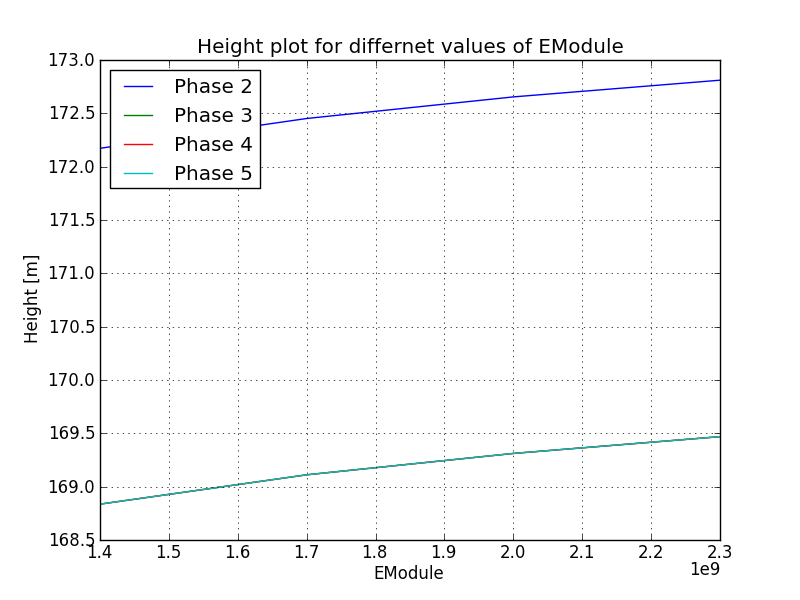 Height plot for differnet values of EModule
173.0
172.5
172.0
171.5
171.0
170.5
170.0
169.5
169.0
168.5
Height [m]
Phase 2
Phase 3
Phase 4
Phase 5
1.4 1.5 1.6 1.7 1.8 1.9 2.0 2.1 2.2 2.3
1e9
EModule